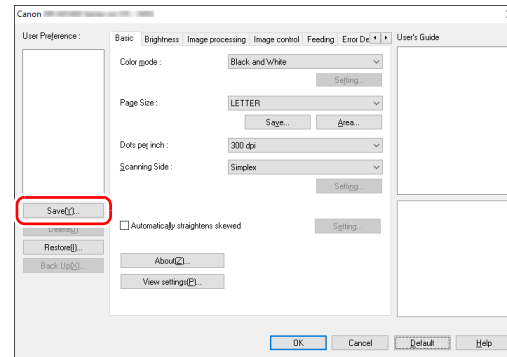 Canon
User Preference :
Basic Brightness Image processing Image control Feeding Error De
User's Guide
Color mode : Black and White
Setting...
Page Size : LETTER
Save... Area...
Dots per inch : 300 dpi
Scanning Side : Simplex
Setting...
Save(Y)...
Delete(J)
Automatically straightens skewed Setting...
Restore(I)...
Back Up(X)...
About(Z)...
View settings(P)...
OK Cancel Default Help